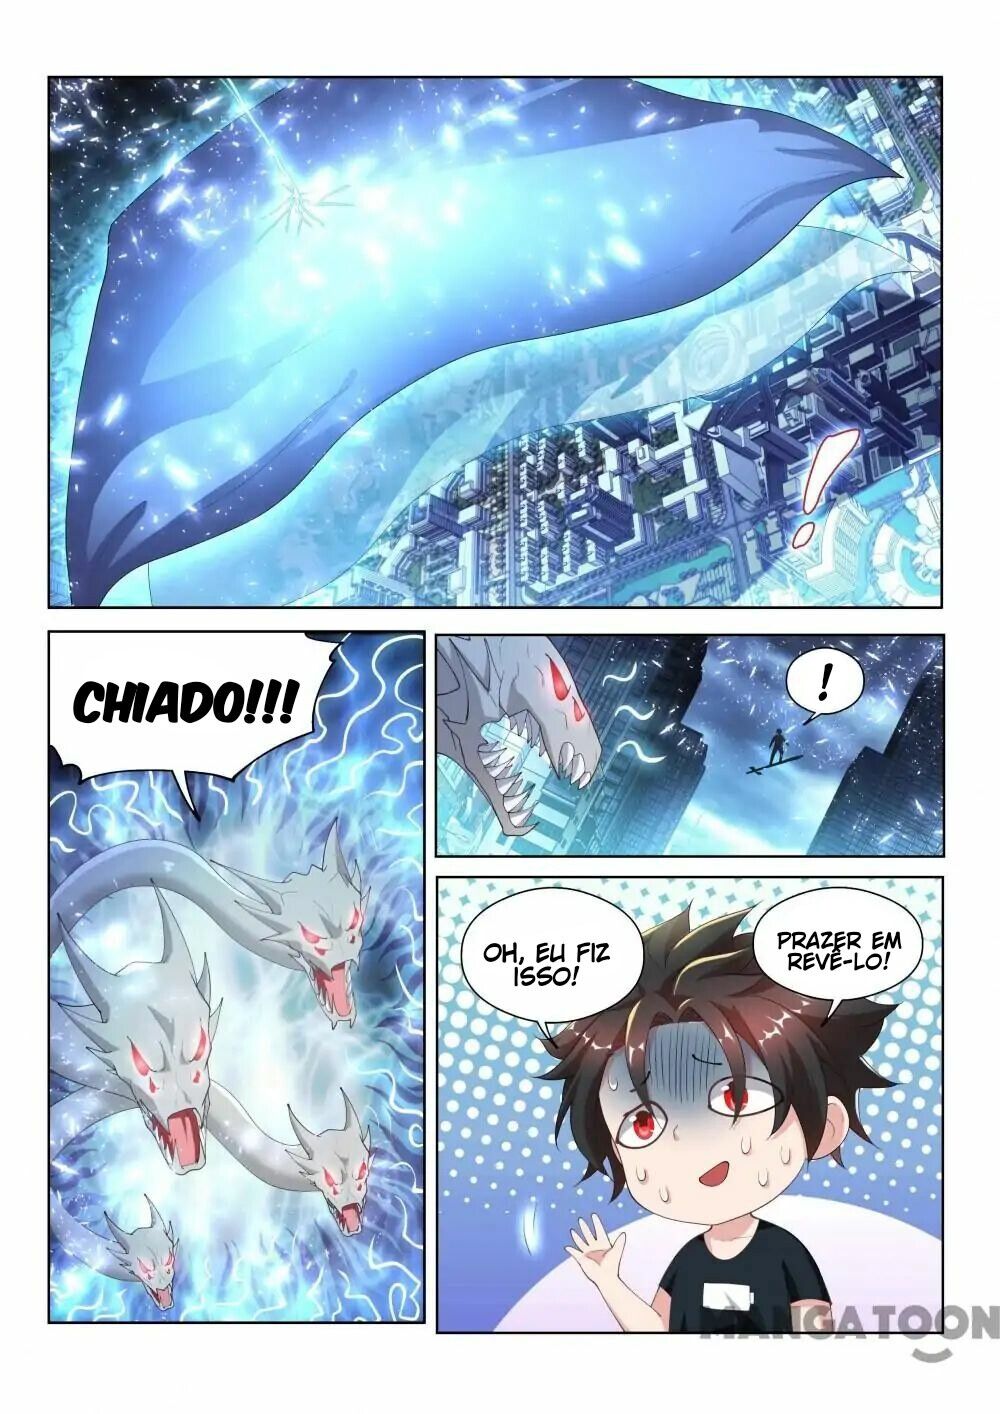 !
CHIADO!!!
!
OH, EU FIZ
ISSO!
PRAZER EM
REVÊ-LO!
MANGATOON